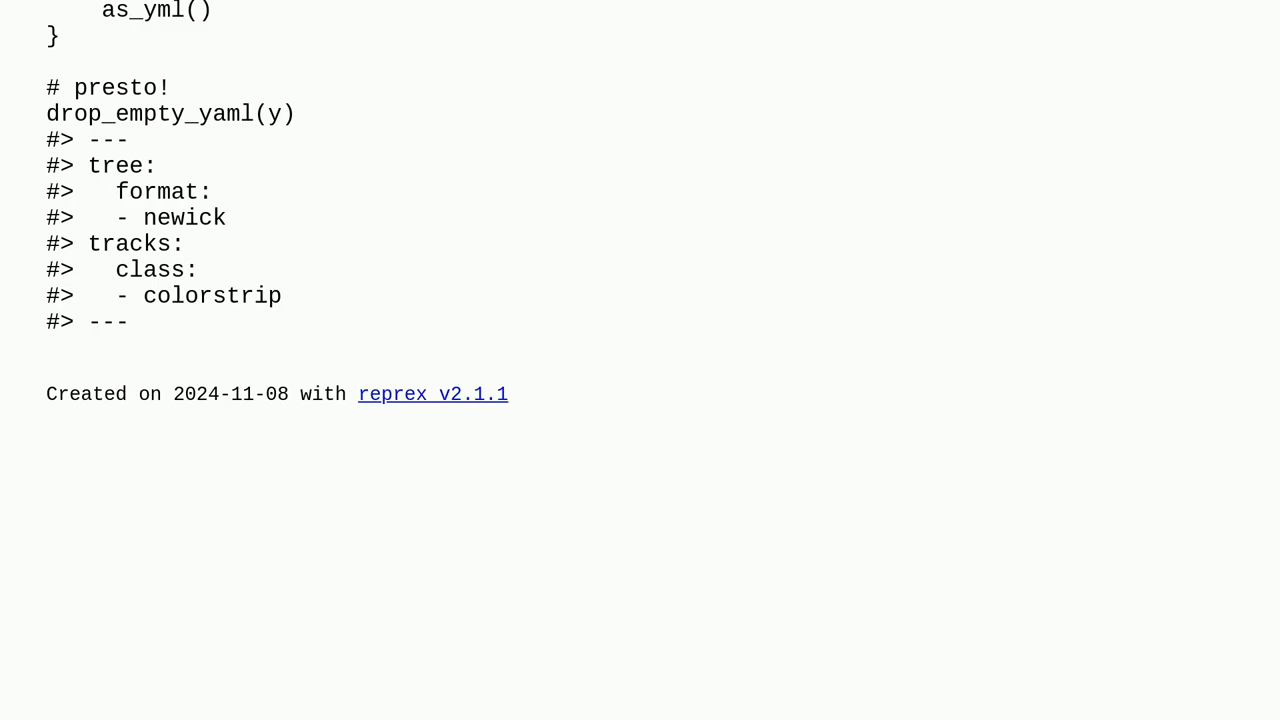 as_yml()
}

# presto!
drop_empty_yaml(y)
#> ---
#> tree:
#>   format:
#>   - newick
#> tracks:
#>   class:
#>   - colorstrip
#> ---

Created on 2024-11-08 with reprex v2.1.1